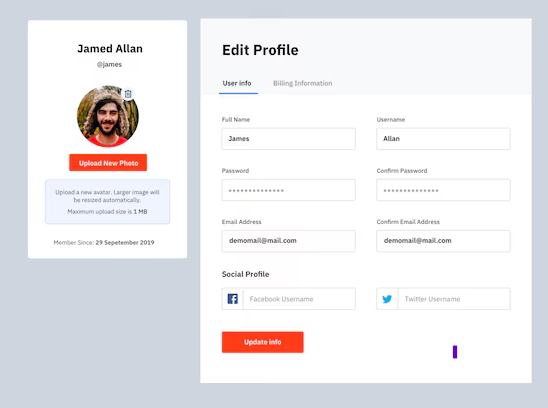 Jamed Allan
@james
Upload New Photo
Upload a new avatar. Larger image will
be resized automatically.
Maximum upload size is 1 MB
Member Since: 29 Sepetember 2019
Edit Profile
User info
Billing Information
Full Name
Username
James
Allan
Password
Confirm Password
Email Address
Confirm Email Address
demomail@mail.com
demomail@mail.com
Social Profile
Facebook Username
Twitter Username
Update info